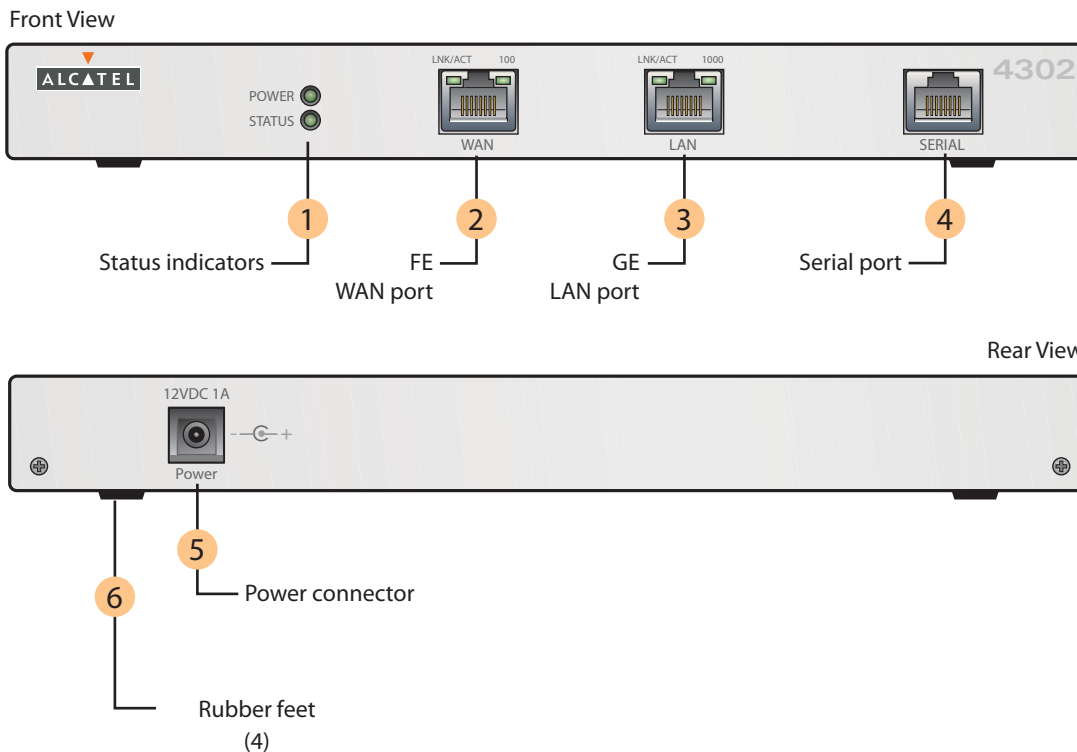 Front View
ALCATEL
POWER
STATUS
LNK/ACT 100
WAN
LNK/ACT 1000
LAN
SERIAL
4302
1
2
3
4
Status indicators
FE
WAN port
GE
LAN port
Serial port
Rear View
12VDC 1A
- +
Power
5
Power connector
6
Rubber feet
(4)